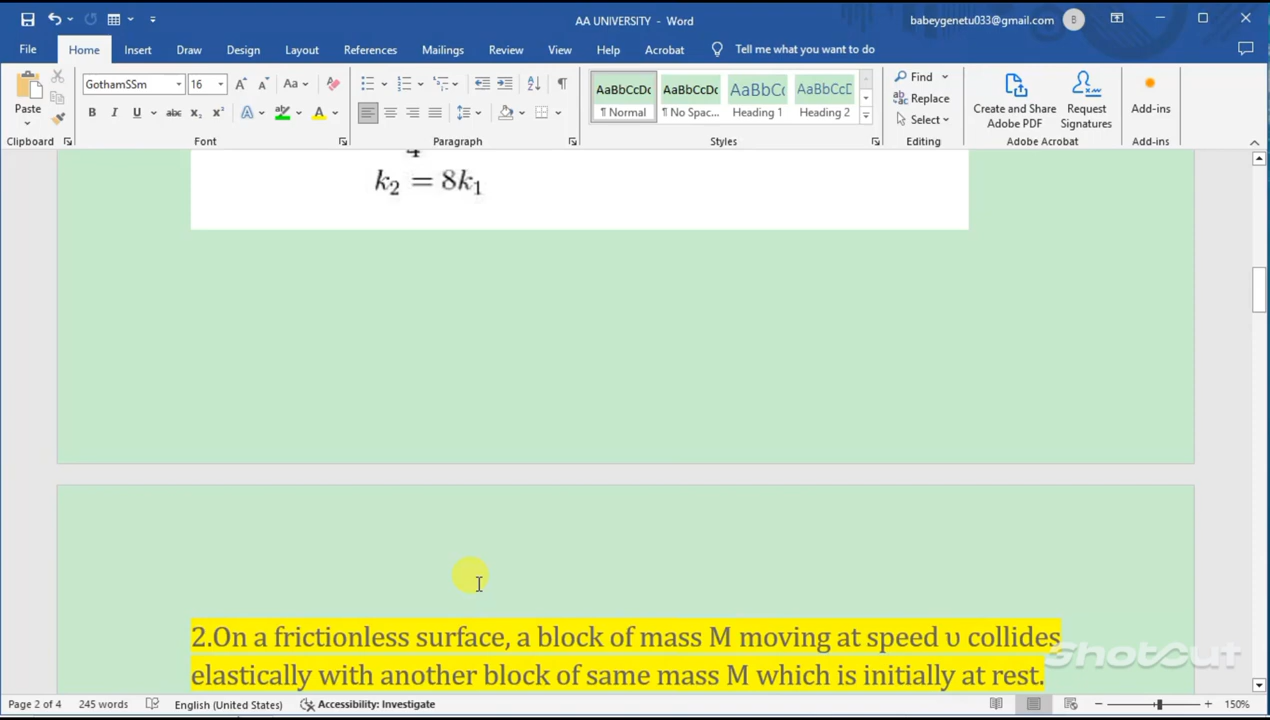 AA UNIVERSITY - Word
babeygenetu033@gmail.com
B
File Home Insert Draw Design Layout References Mailings Review View Help Acrobat Tell me what you want to do
Paste
GothamSSm 16
Aa
B I U abc x₂ x² A A
AaBbCcDc AaBbCcDc AaBbCc AaBbCcD
¶ Normal ¶ No Spac... Heading 1 Heading 2
Find
Replace
Select
Create and Share
Adobe PDF
Request
Signatures
Add-ins
Clipboard Font Paragraph Styles Editing Adobe Acrobat Add-ins
k₂ = 8k₁
2.On a frictionless surface, a block of mass M moving at speed υ collides
elastically with another block of same mass M which is initially at rest.
Shotcut
Page 2 of 4 245 words English (United States) Accessibility: Investigate 150%